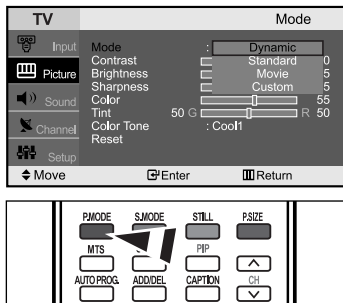 TV Mode
Input
Mode : Dynamic
Contrast Standard 0
Picture
Brightness Movie 5
Sharpness Custom 5
Sound
Color 55
Tint 50 G R 50
Channel
Color Tone : Cool1
Reset
Setup
Move Enter Return
P.MODE S.MODE STILL P.SIZE
MTS PIP
AUTO PROG. ADD/DEL CAPTION CH